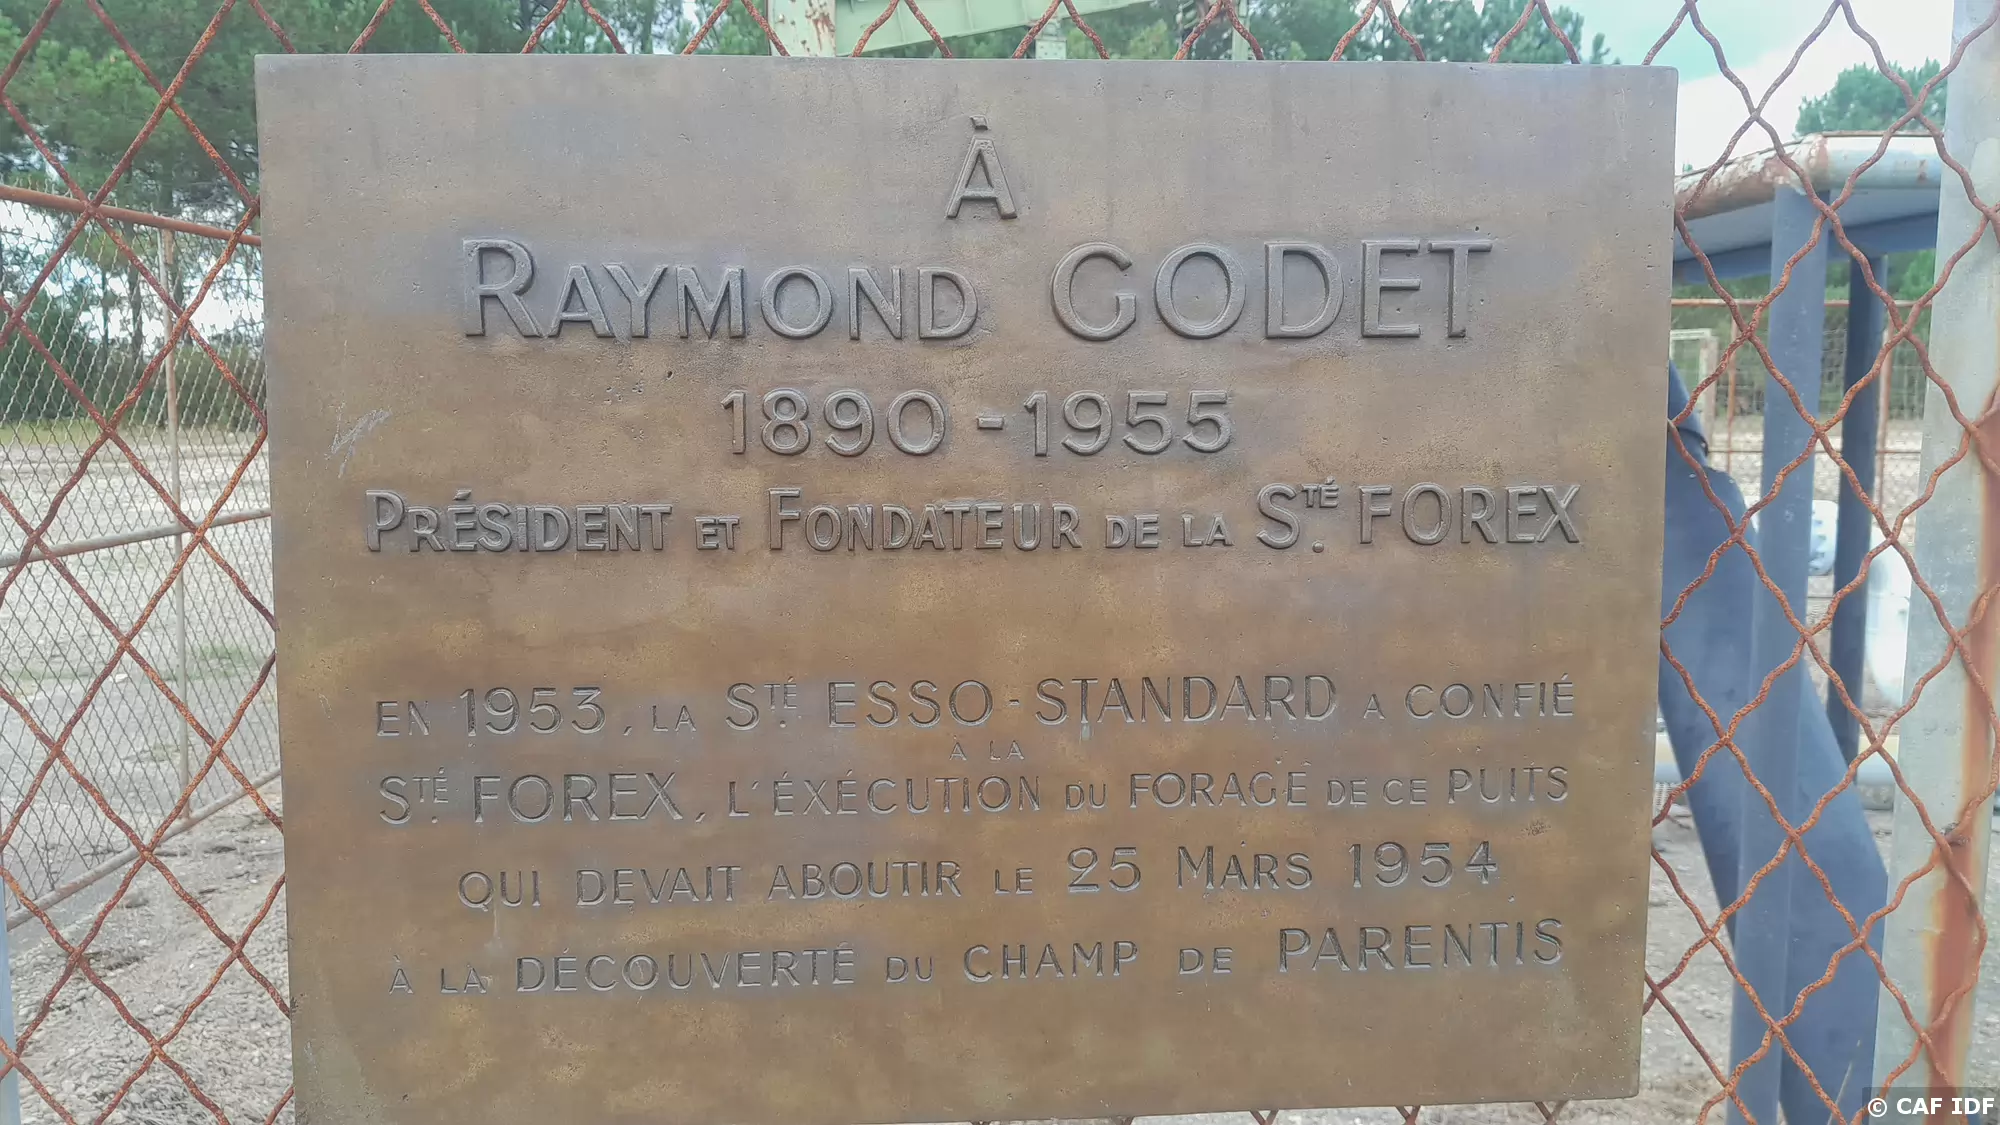 À
RAYMOND GODET
1890 - 1955
PRÉSIDENT ET FONDATEUR DE LA STÉ. FOREX
EN 1953, LA STÉ. ESSO-STANDARD A CONFIÉ
A LA
STÉ. FOREX, L'ÉXÉCUTION DU FORAGE DE CE PUITS
QUI DEVAIT ABOUTIR LE 25 MARS 1954
À LA DÉCOUVERTÉ DU CHAMP DE PARENTIS
© CAF IDF